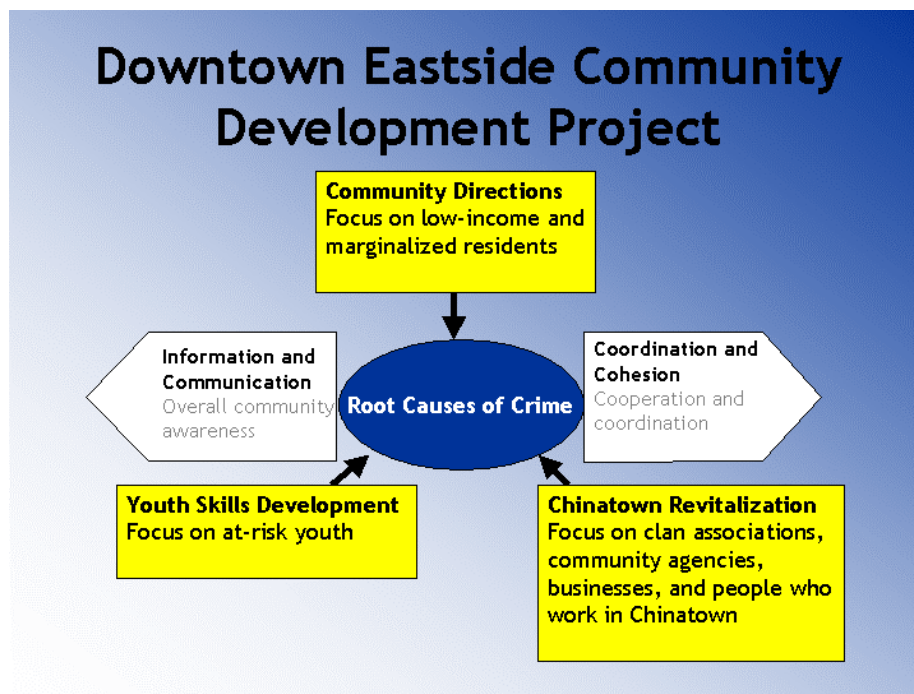 Downtown Eastside Community
Development Project
Community Directions
Focus on low-income and
marginalized residents
Information and
Communication
Overall community
awareness
Root Causes of Crime
Coordination and
Cohesion
Cooperation and
coordination
Youth Skills Development
Focus on at-risk youth
Chinatown Revitalization
Focus on clan associations,
community agencies,
businesses, and people who
work in Chinatown